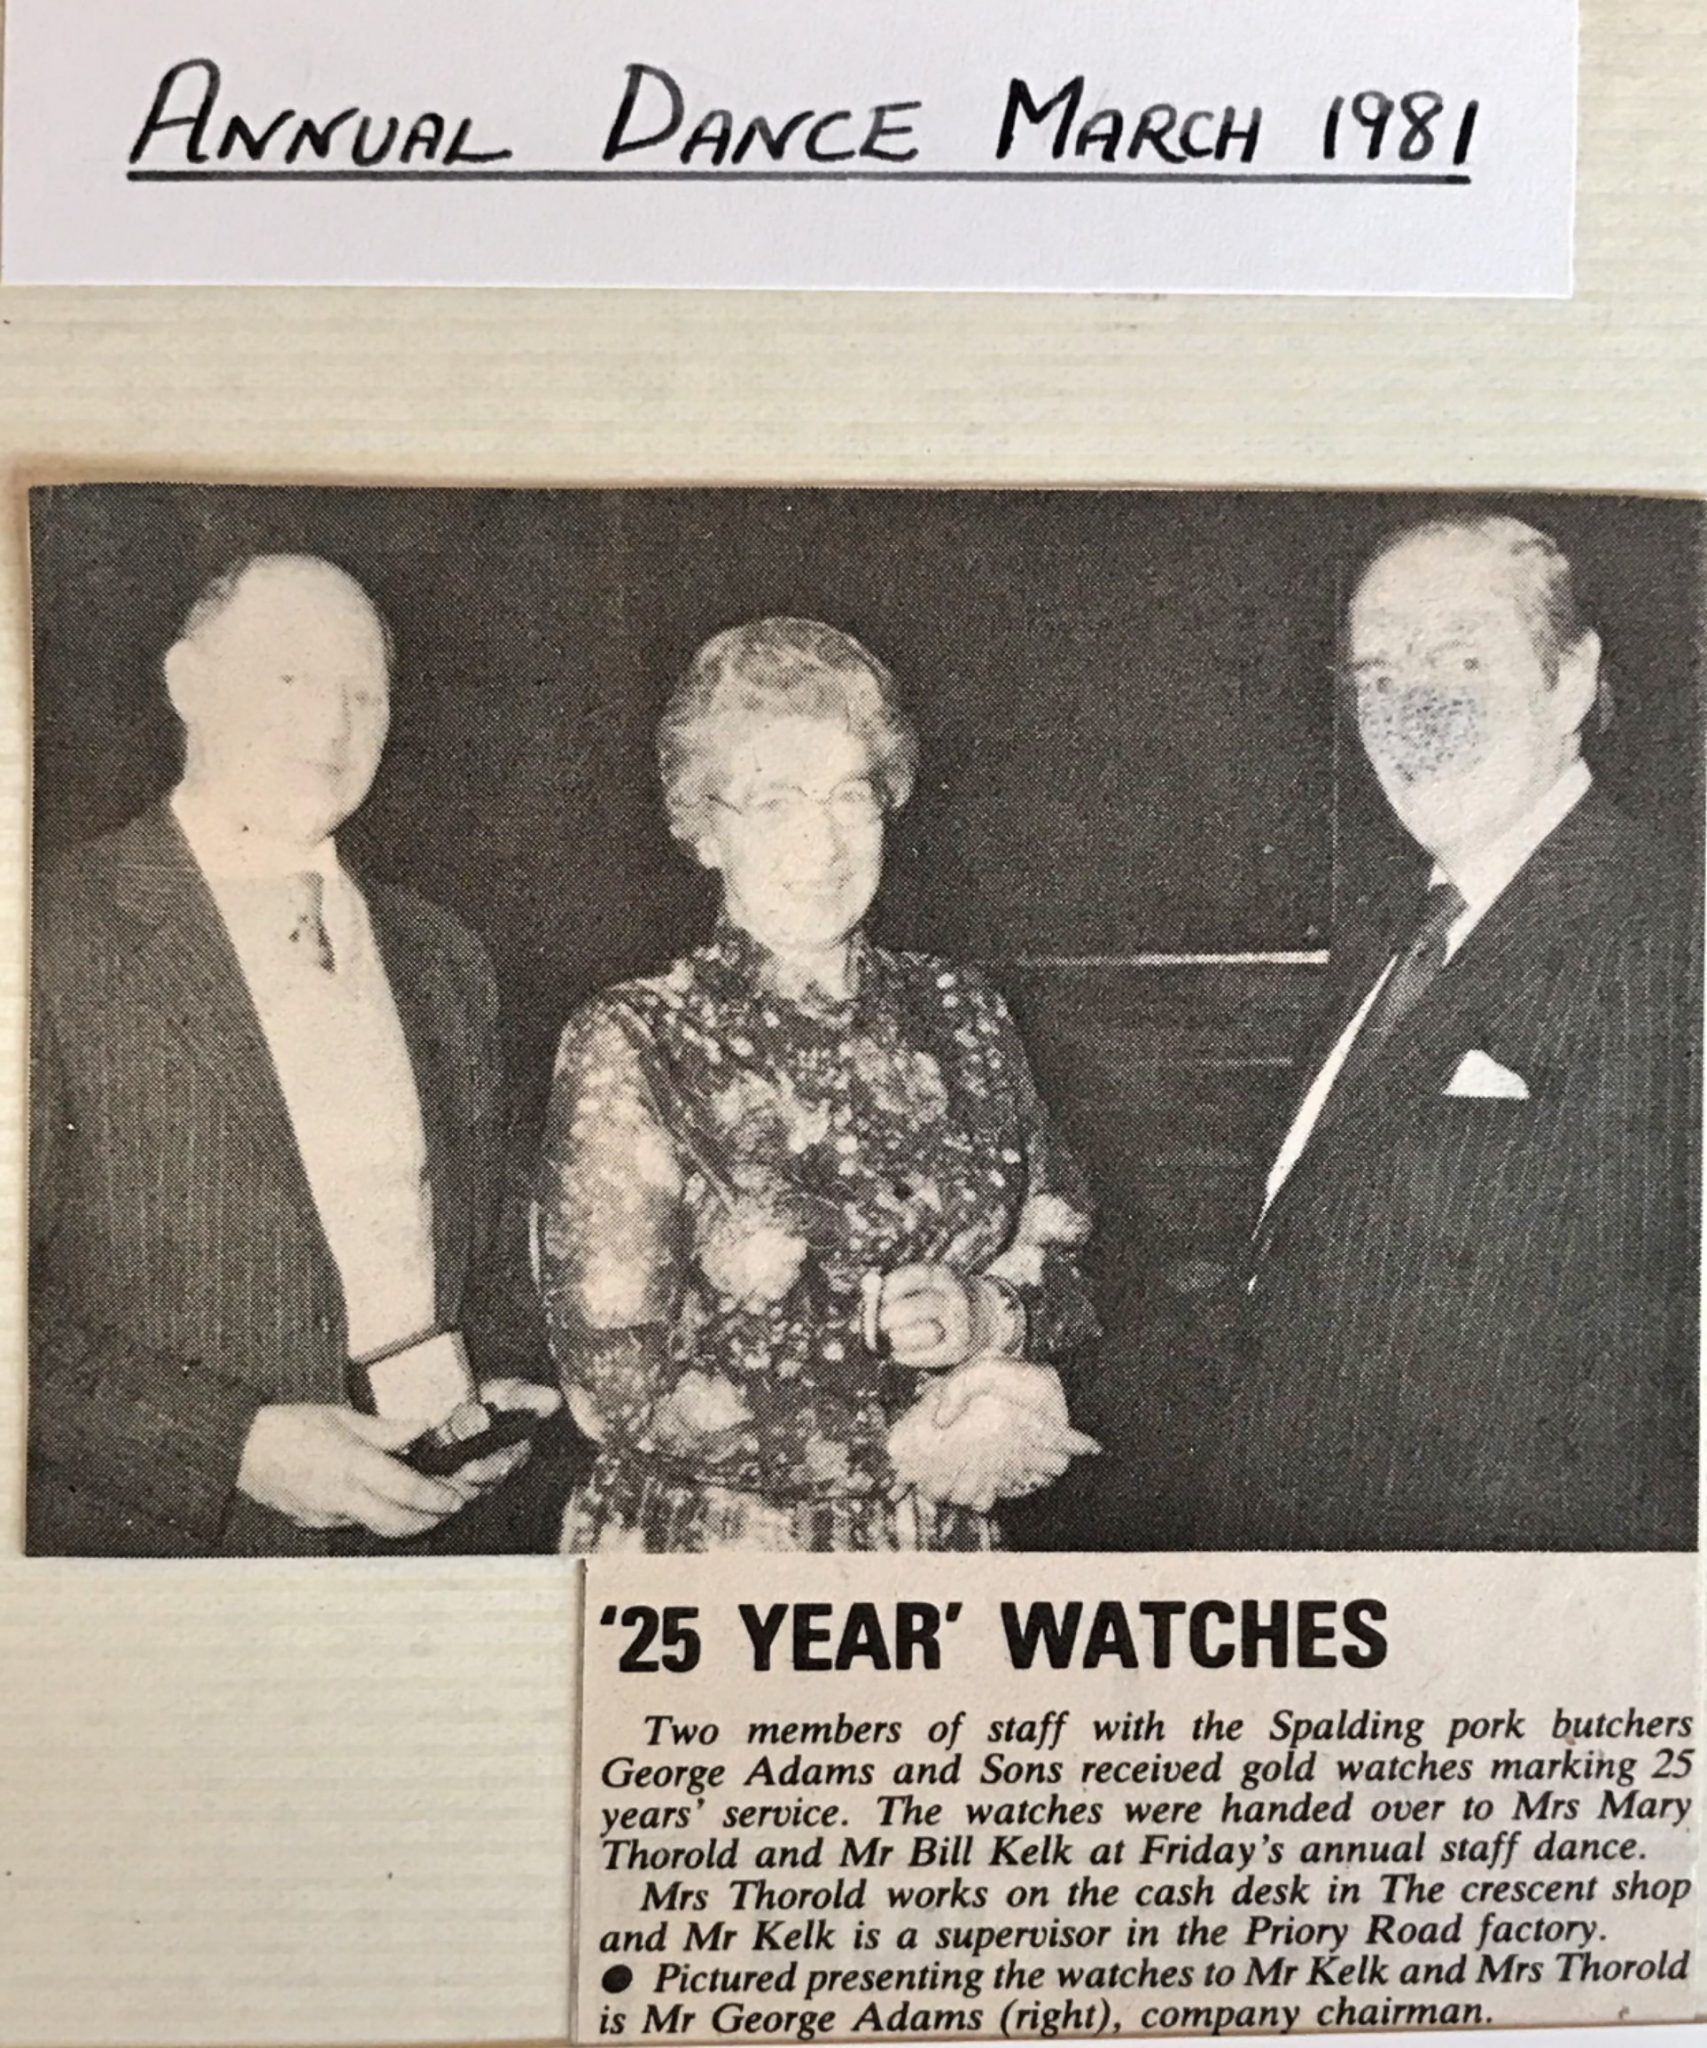 ANNUAL DANCE MARCH 1981
'25 YEAR' WATCHES
Two members of staff with the Spalding pork butchers
George Adams and Sons received gold watches marking 25
years' service. The watches were handed over to Mrs Mary
Thorold and Mr Bill Kelk at Friday's annual staff dance.
Mrs Thorold works on the cash desk in The crescent shop
and Mr Kelk is a supervisor in the Priory Road factory.
● Pictured presenting the watches to Mr Kelk and Mrs Thorold
is Mr George Adams (right), company chairman.